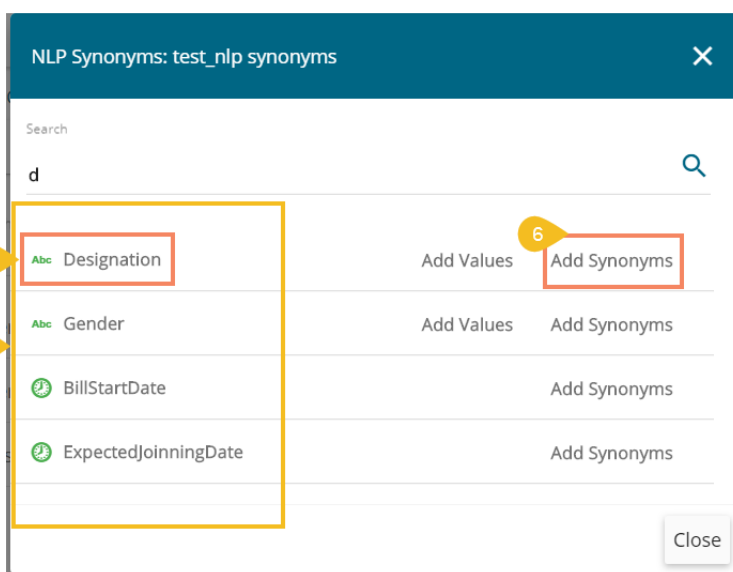 NLP Synonyms: test_nlp synonyms
Search
d
6
Abc Designation Add Values Add Synonyms
Abc Gender Add Values Add Synonyms
BillStartDate Add Synonyms
ExpectedJoinningDate Add Synonyms
Close